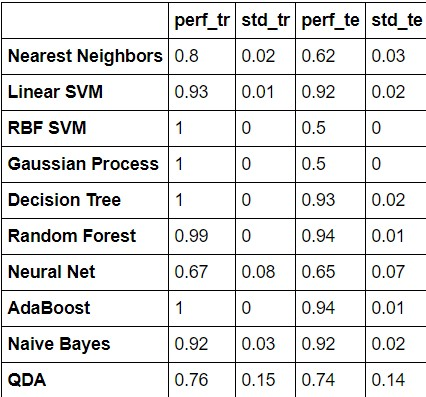 perf_tr std_tr perf_te std_te
Nearest Neighbors 0.8 0.02 0.62 0.03
Linear SVM 0.93 0.01 0.92 0.02
RBF SVM 1 0 0.5 0
Gaussian Process 1 0 0.5 0
Decision Tree 1 0 0.93 0.02
Random Forest 0.99 0 0.94 0.01
Neural Net 0.67 0.08 0.65 0.07
AdaBoost 1 0 0.94 0.01
Naive Bayes 0.92 0.03 0.92 0.02
QDA 0.76 0.15 0.74 0.14